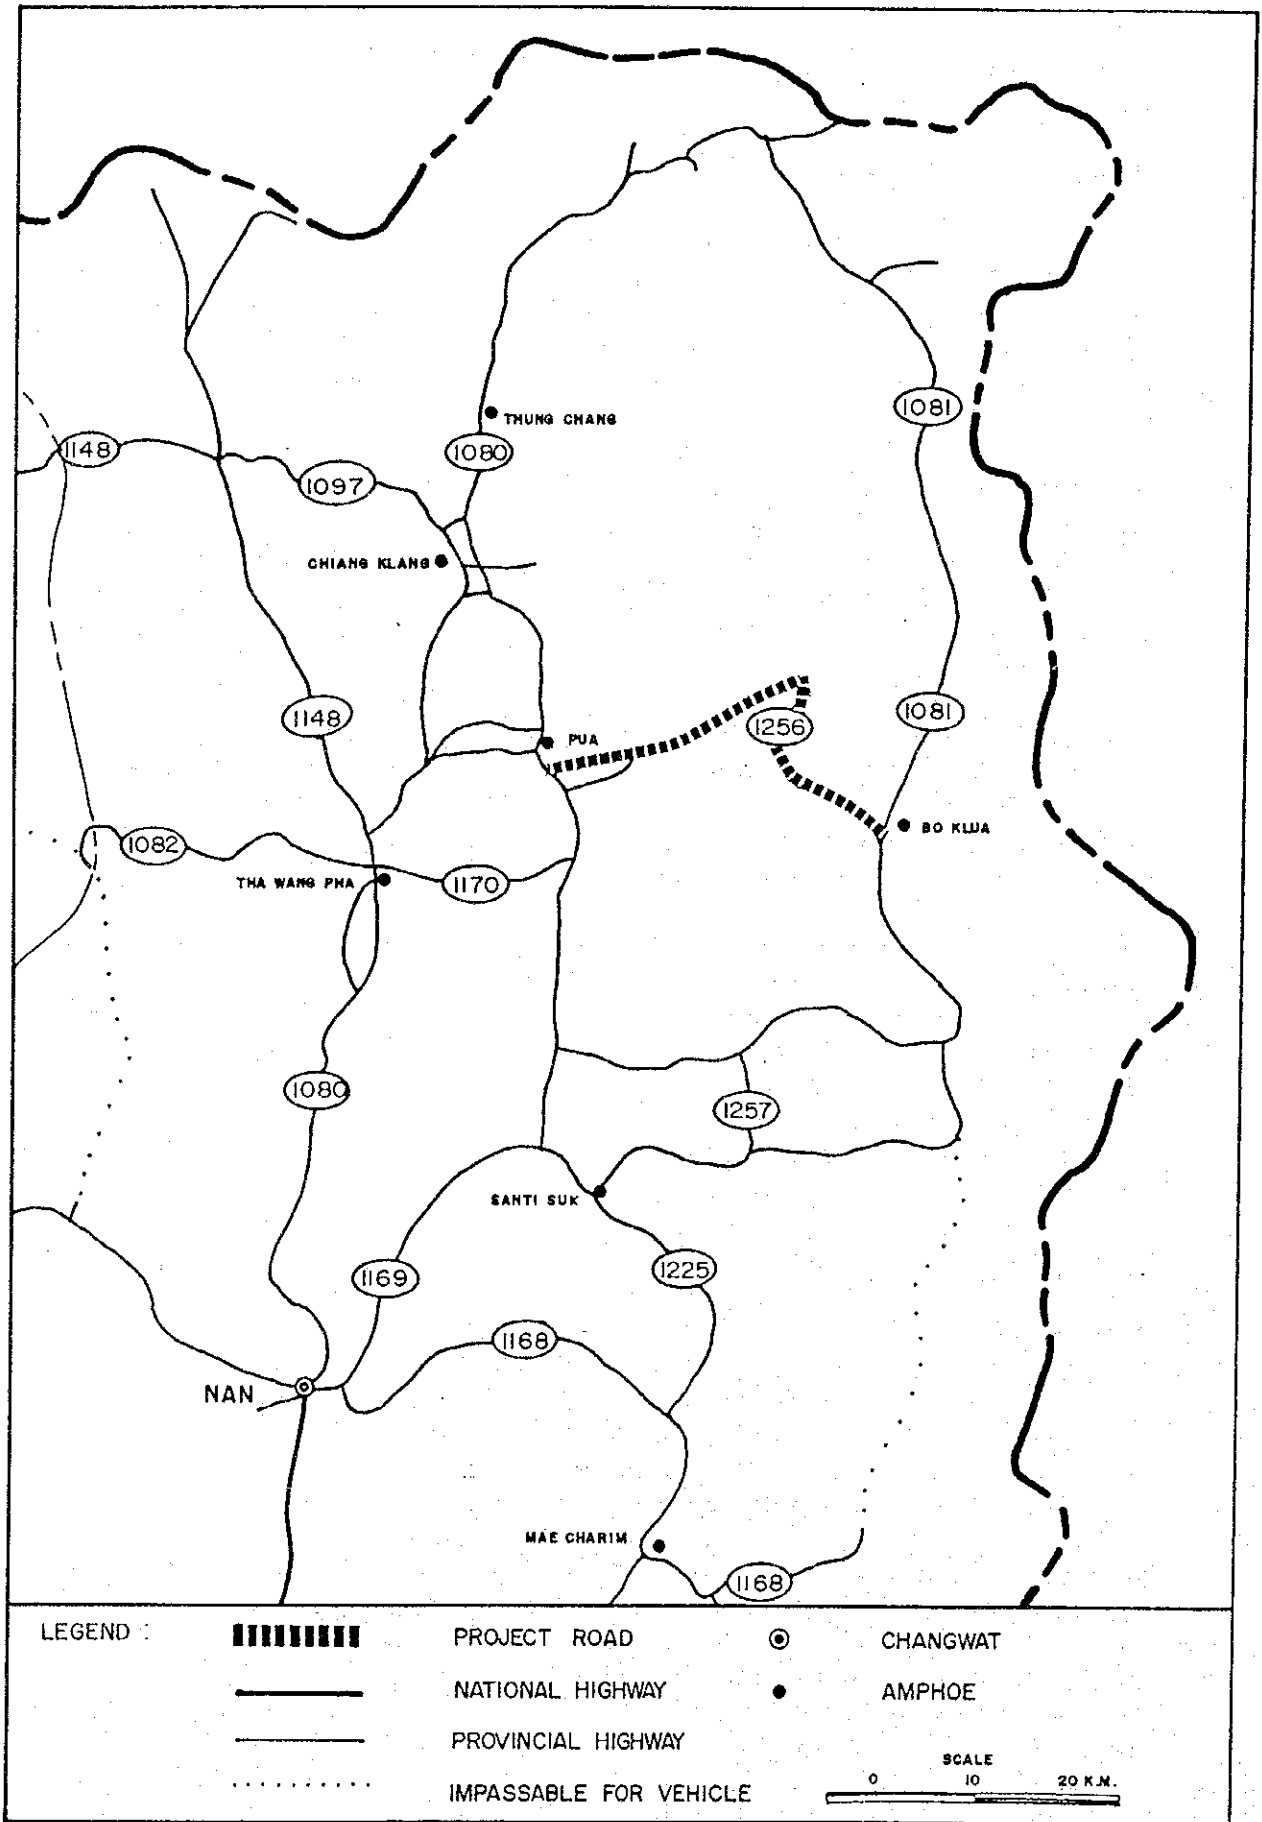 THUNG CHANG
1081
1148
1080
1097
CHIANG KLANG
1148
1256
1081
PUA
BO KLUA
1082
THA WANG PHA
1170
1080
1257
SANTI SUK
1169
1225
1168
NAN
MAE CHARIM
1168
LEGEND :
PROJECT ROAD
CHANGWAT
NATIONAL HIGHWAY
AMPHOE
PROVINCIAL HIGHWAY
SCALE
0 10 20 K.M.
IMPASSABLE FOR VEHICLE